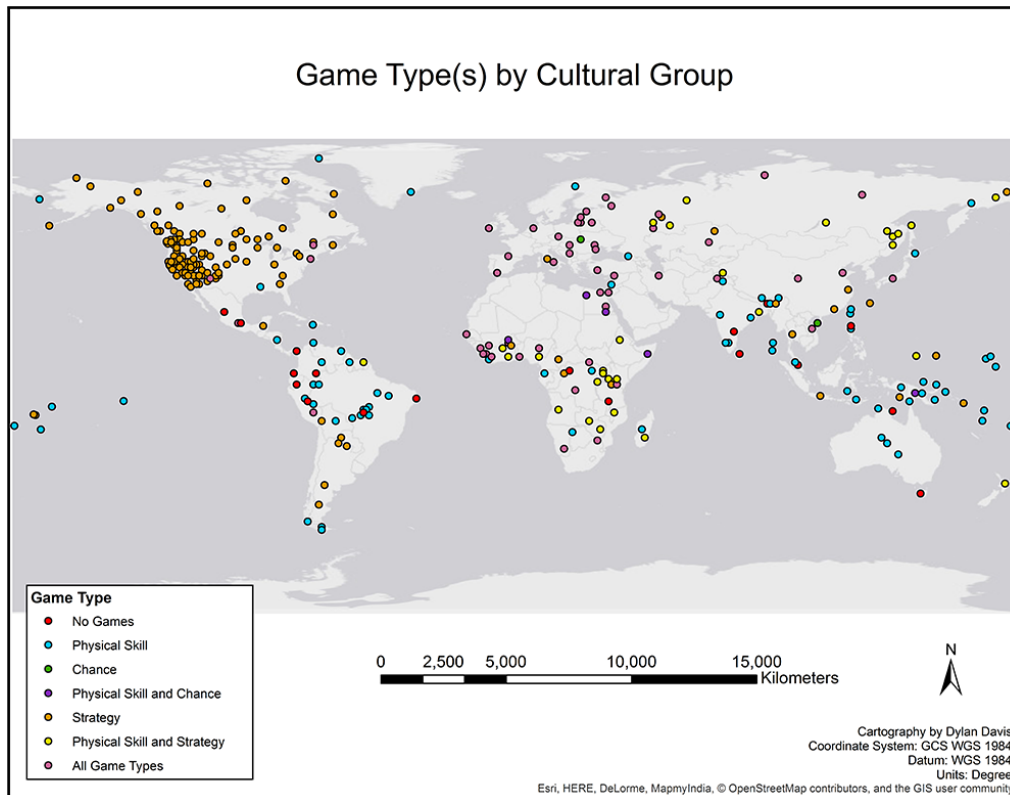 Game Type(s) by Cultural Group
Game Type
No Games
Physical Skill
Chance
Physical Skill and Chance
Strategy
Physical Skill and Strategy
All Game Types
0 2,500 5,000 10,000 15,000
Kilometers
N
Cartography by Dylan Davis
Coordinate System: GCS WGS 1984
Datum: WGS 1984
Units: Degree
Esri, HERE, DeLorme, MapmyIndia, © OpenStreetMap contributors, and the GIS user community